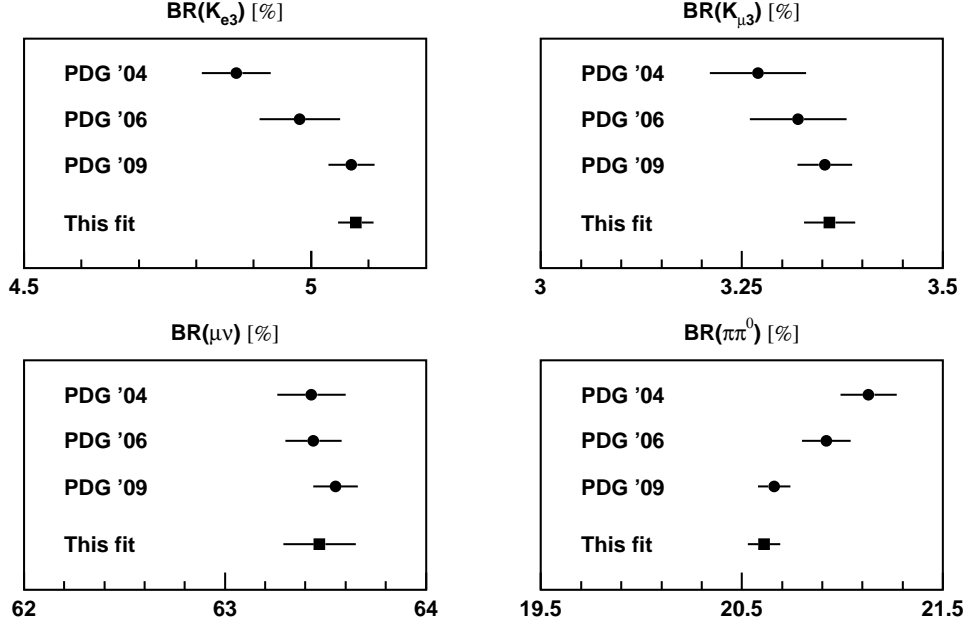 BR(Ke3) [%]
PDG ’04
PDG ’06
PDG ’09
This fit
4.5 5
BR(Kμ3) [%]
PDG ’04
PDG ’06
PDG ’09
This fit
3 3.25 3.5
BR(μν) [%]
PDG ’04
PDG ’06
PDG ’09
This fit
62 63 64
BR(ππ⁰) [%]
PDG ’04
PDG ’06
PDG ’09
This fit
19.5 20.5 21.5